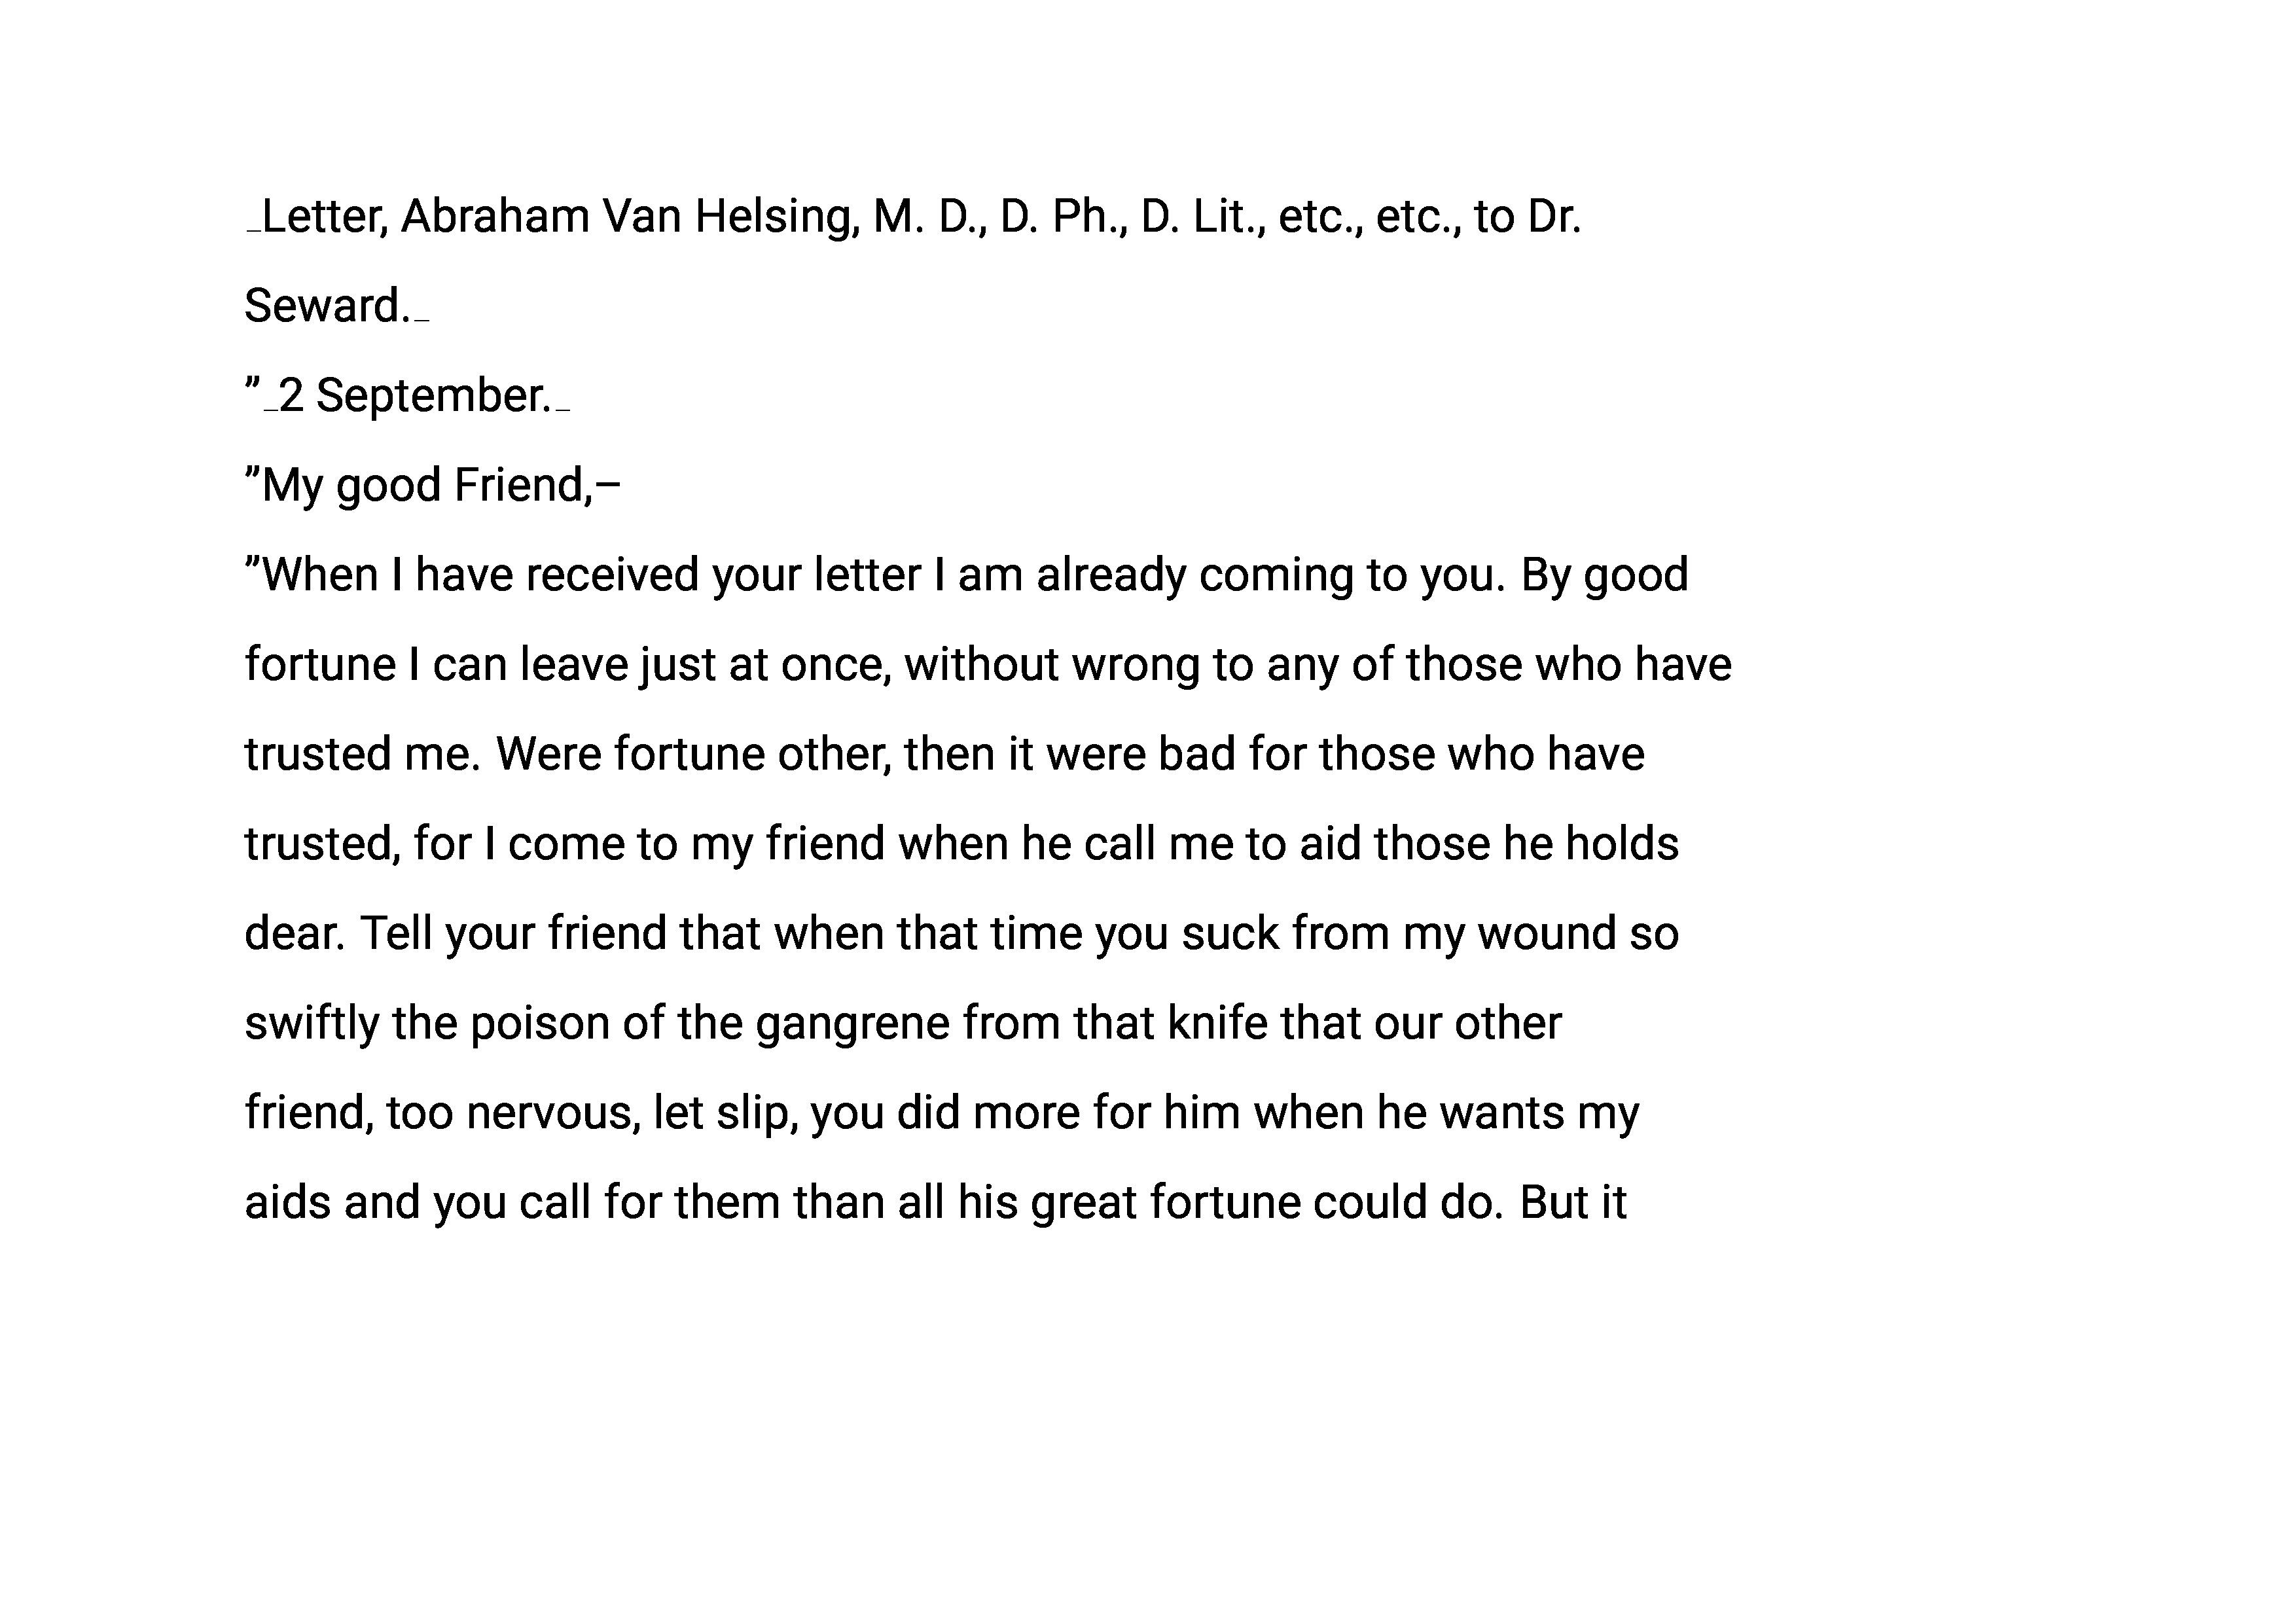 _Letter, Abraham Van Helsing, M. D., D. Ph., D. Lit., etc., etc., to Dr.
Seward._
”_2 September._
”My good Friend,–
”When I have received your letter I am already coming to you. By good
fortune I can leave just at once, without wrong to any of those who have
trusted me. Were fortune other, then it were bad for those who have
trusted, for I come to my friend when he call me to aid those he holds
dear. Tell your friend that when that time you suck from my wound so
swiftly the poison of the gangrene from that knife that our other
friend, too nervous, let slip, you did more for him when he wants my
aids and you call for them than all his great fortune could do. But it